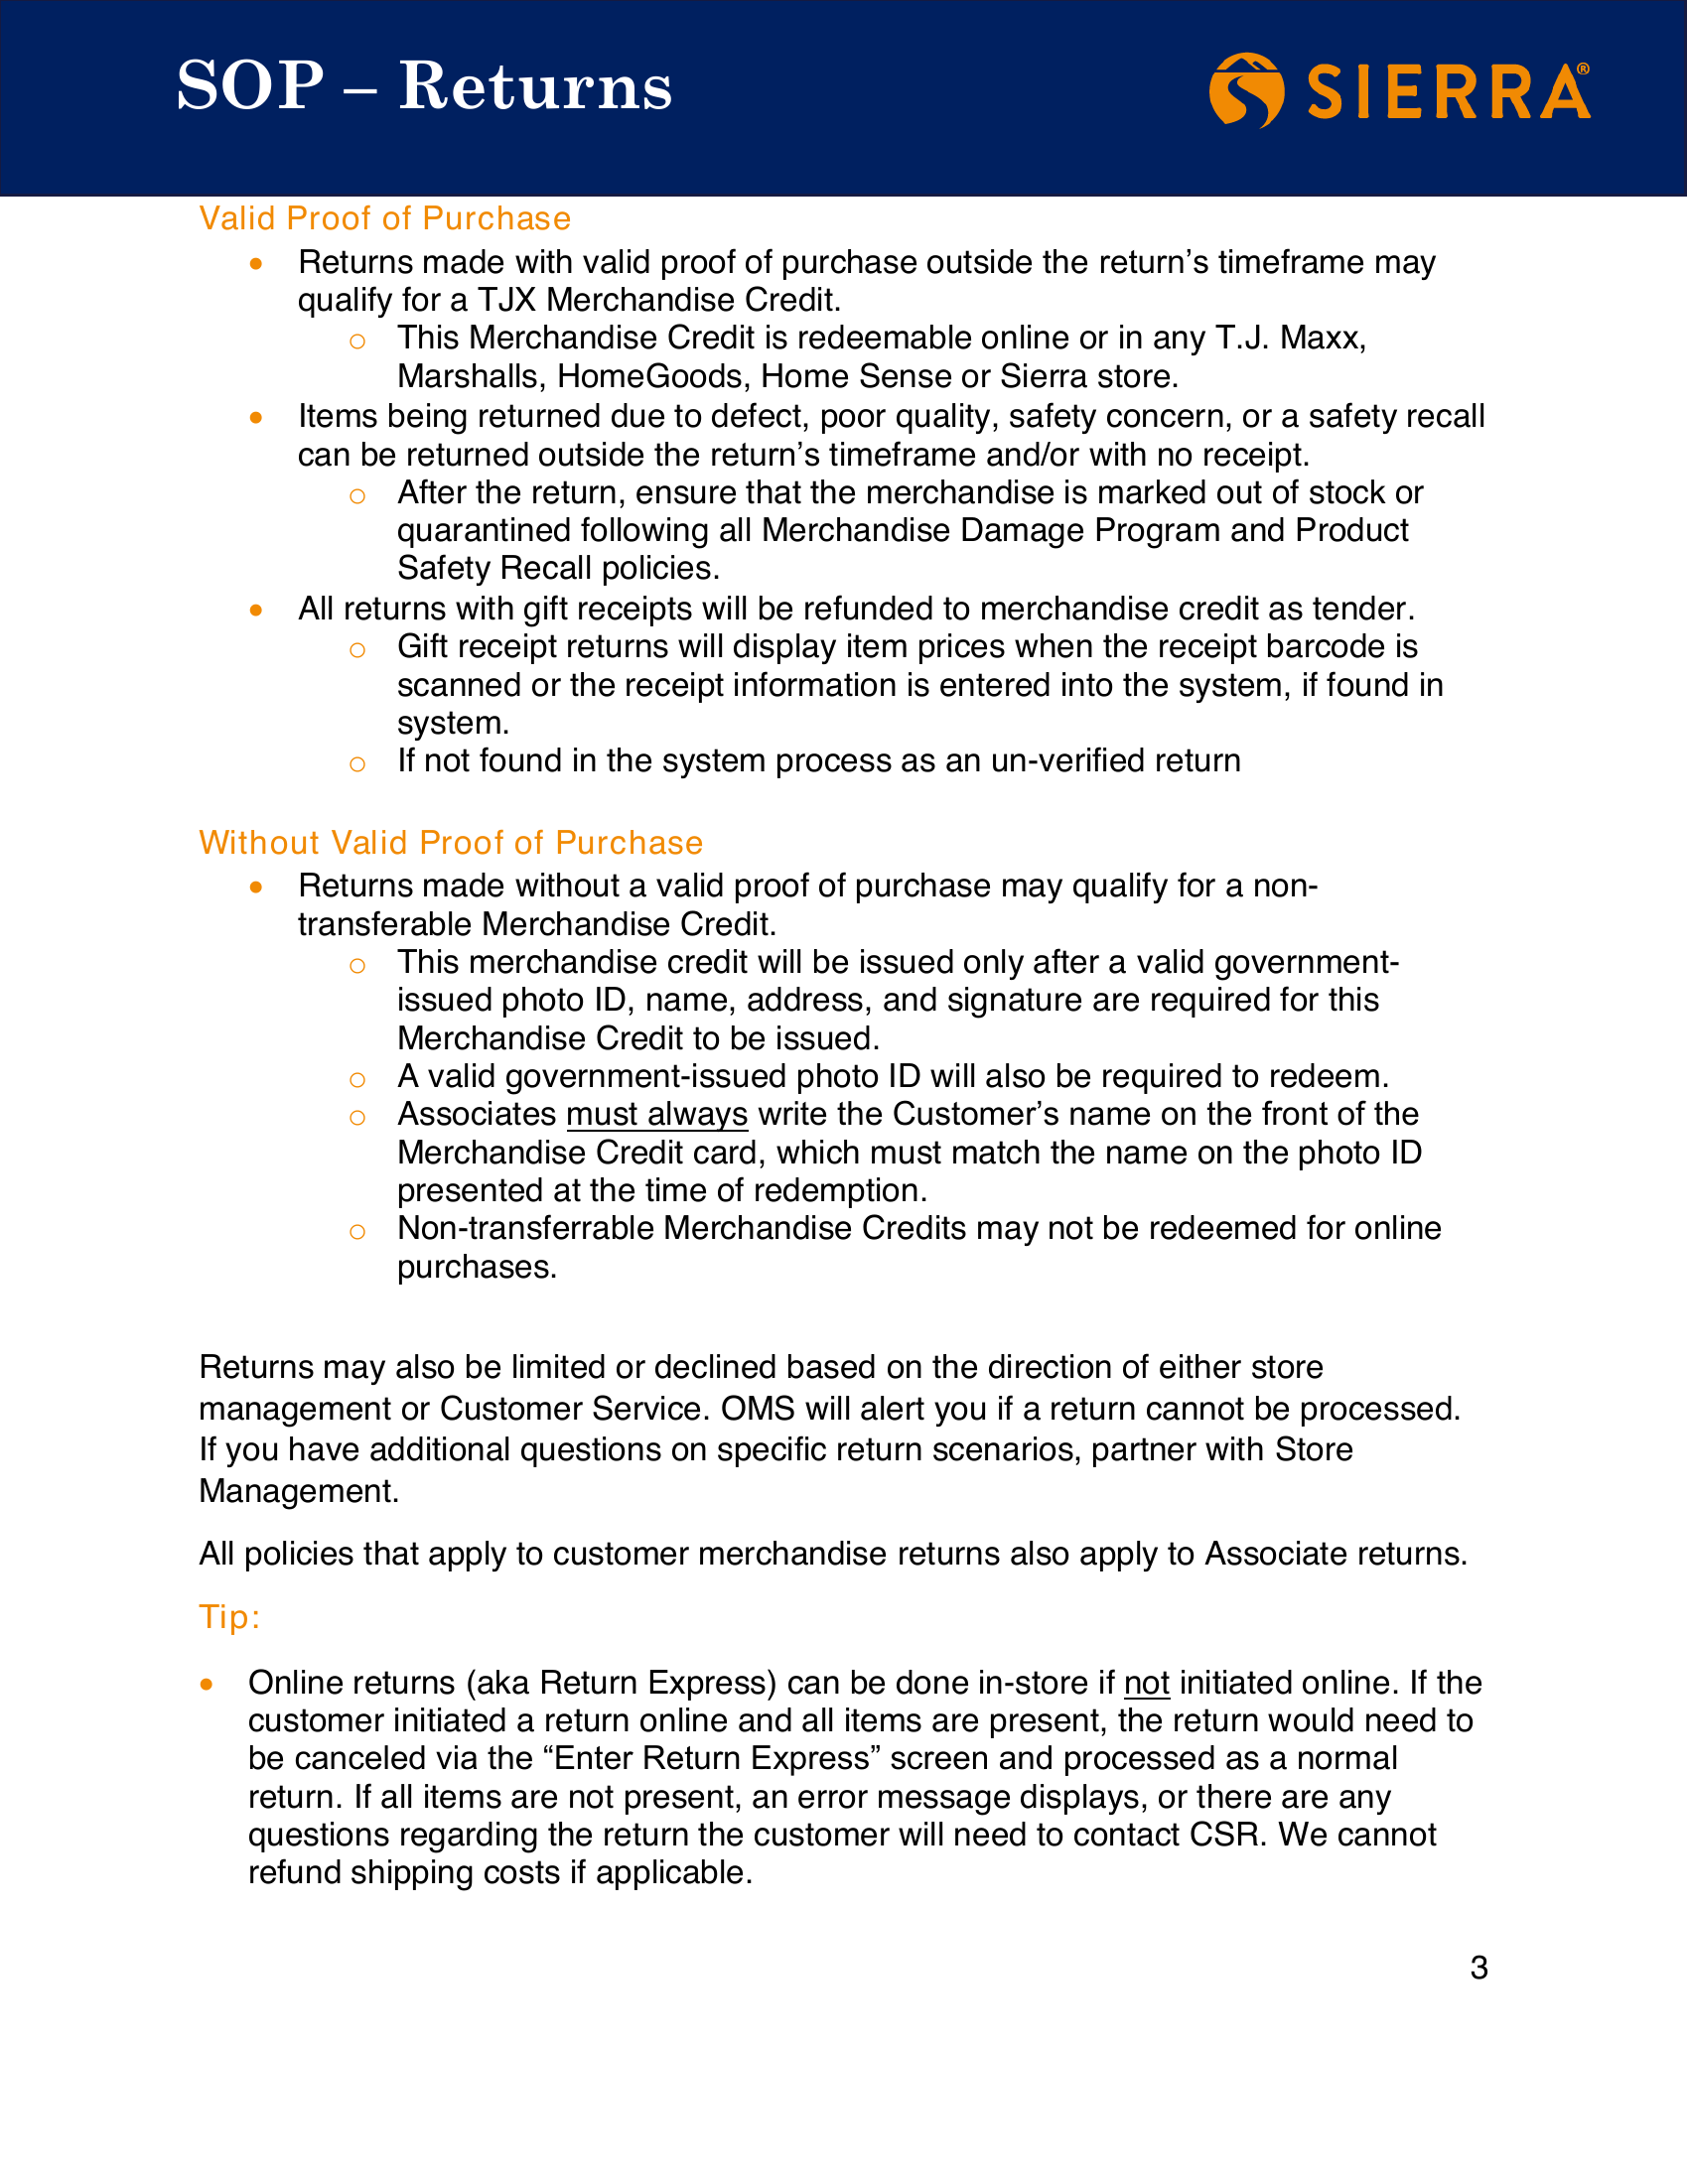 SOP – Returns
SIERRA®
Valid Proof of Purchase
• Returns made with valid proof of purchase outside the return’s timeframe may
qualify for a TJX Merchandise Credit.
o This Merchandise Credit is redeemable online or in any T.J. Maxx,
Marshalls, HomeGoods, Home Sense or Sierra store.
• Items being returned due to defect, poor quality, safety concern, or a safety recall
can be returned outside the return’s timeframe and/or with no receipt.
o After the return, ensure that the merchandise is marked out of stock or
quarantined following all Merchandise Damage Program and Product
Safety Recall policies.
• All returns with gift receipts will be refunded to merchandise credit as tender.
o Gift receipt returns will display item prices when the receipt barcode is
scanned or the receipt information is entered into the system, if found in
system.
o If not found in the system process as an un-verified return
Without Valid Proof of Purchase
• Returns made without a valid proof of purchase may qualify for a non-
transferable Merchandise Credit.
o This merchandise credit will be issued only after a valid government-
issued photo ID, name, address, and signature are required for this
Merchandise Credit to be issued.
o A valid government-issued photo ID will also be required to redeem.
o Associates must always write the Customer’s name on the front of the
Merchandise Credit card, which must match the name on the photo ID
presented at the time of redemption.
o Non-transferrable Merchandise Credits may not be redeemed for online
purchases.
Returns may also be limited or declined based on the direction of either store
management or Customer Service. OMS will alert you if a return cannot be processed.
If you have additional questions on specific return scenarios, partner with Store
Management.
All policies that apply to customer merchandise returns also apply to Associate returns.
Tip:
• Online returns (aka Return Express) can be done in-store if not initiated online. If the
customer initiated a return online and all items are present, the return would need to
be canceled via the “Enter Return Express” screen and processed as a normal
return. If all items are not present, an error message displays, or there are any
questions regarding the return the customer will need to contact CSR. We cannot
refund shipping costs if applicable.
3